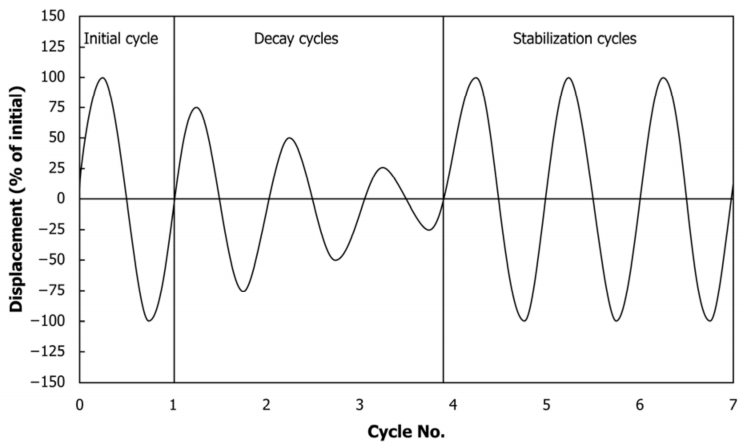 150
125
100
75
50
25
0
−25
−50
−75
−100
−125
−150
Displacement (% of initial)
Initial cycle
Decay cycles
Stabilization cycles
0 1 2 3 4 5 6 7
Cycle No.